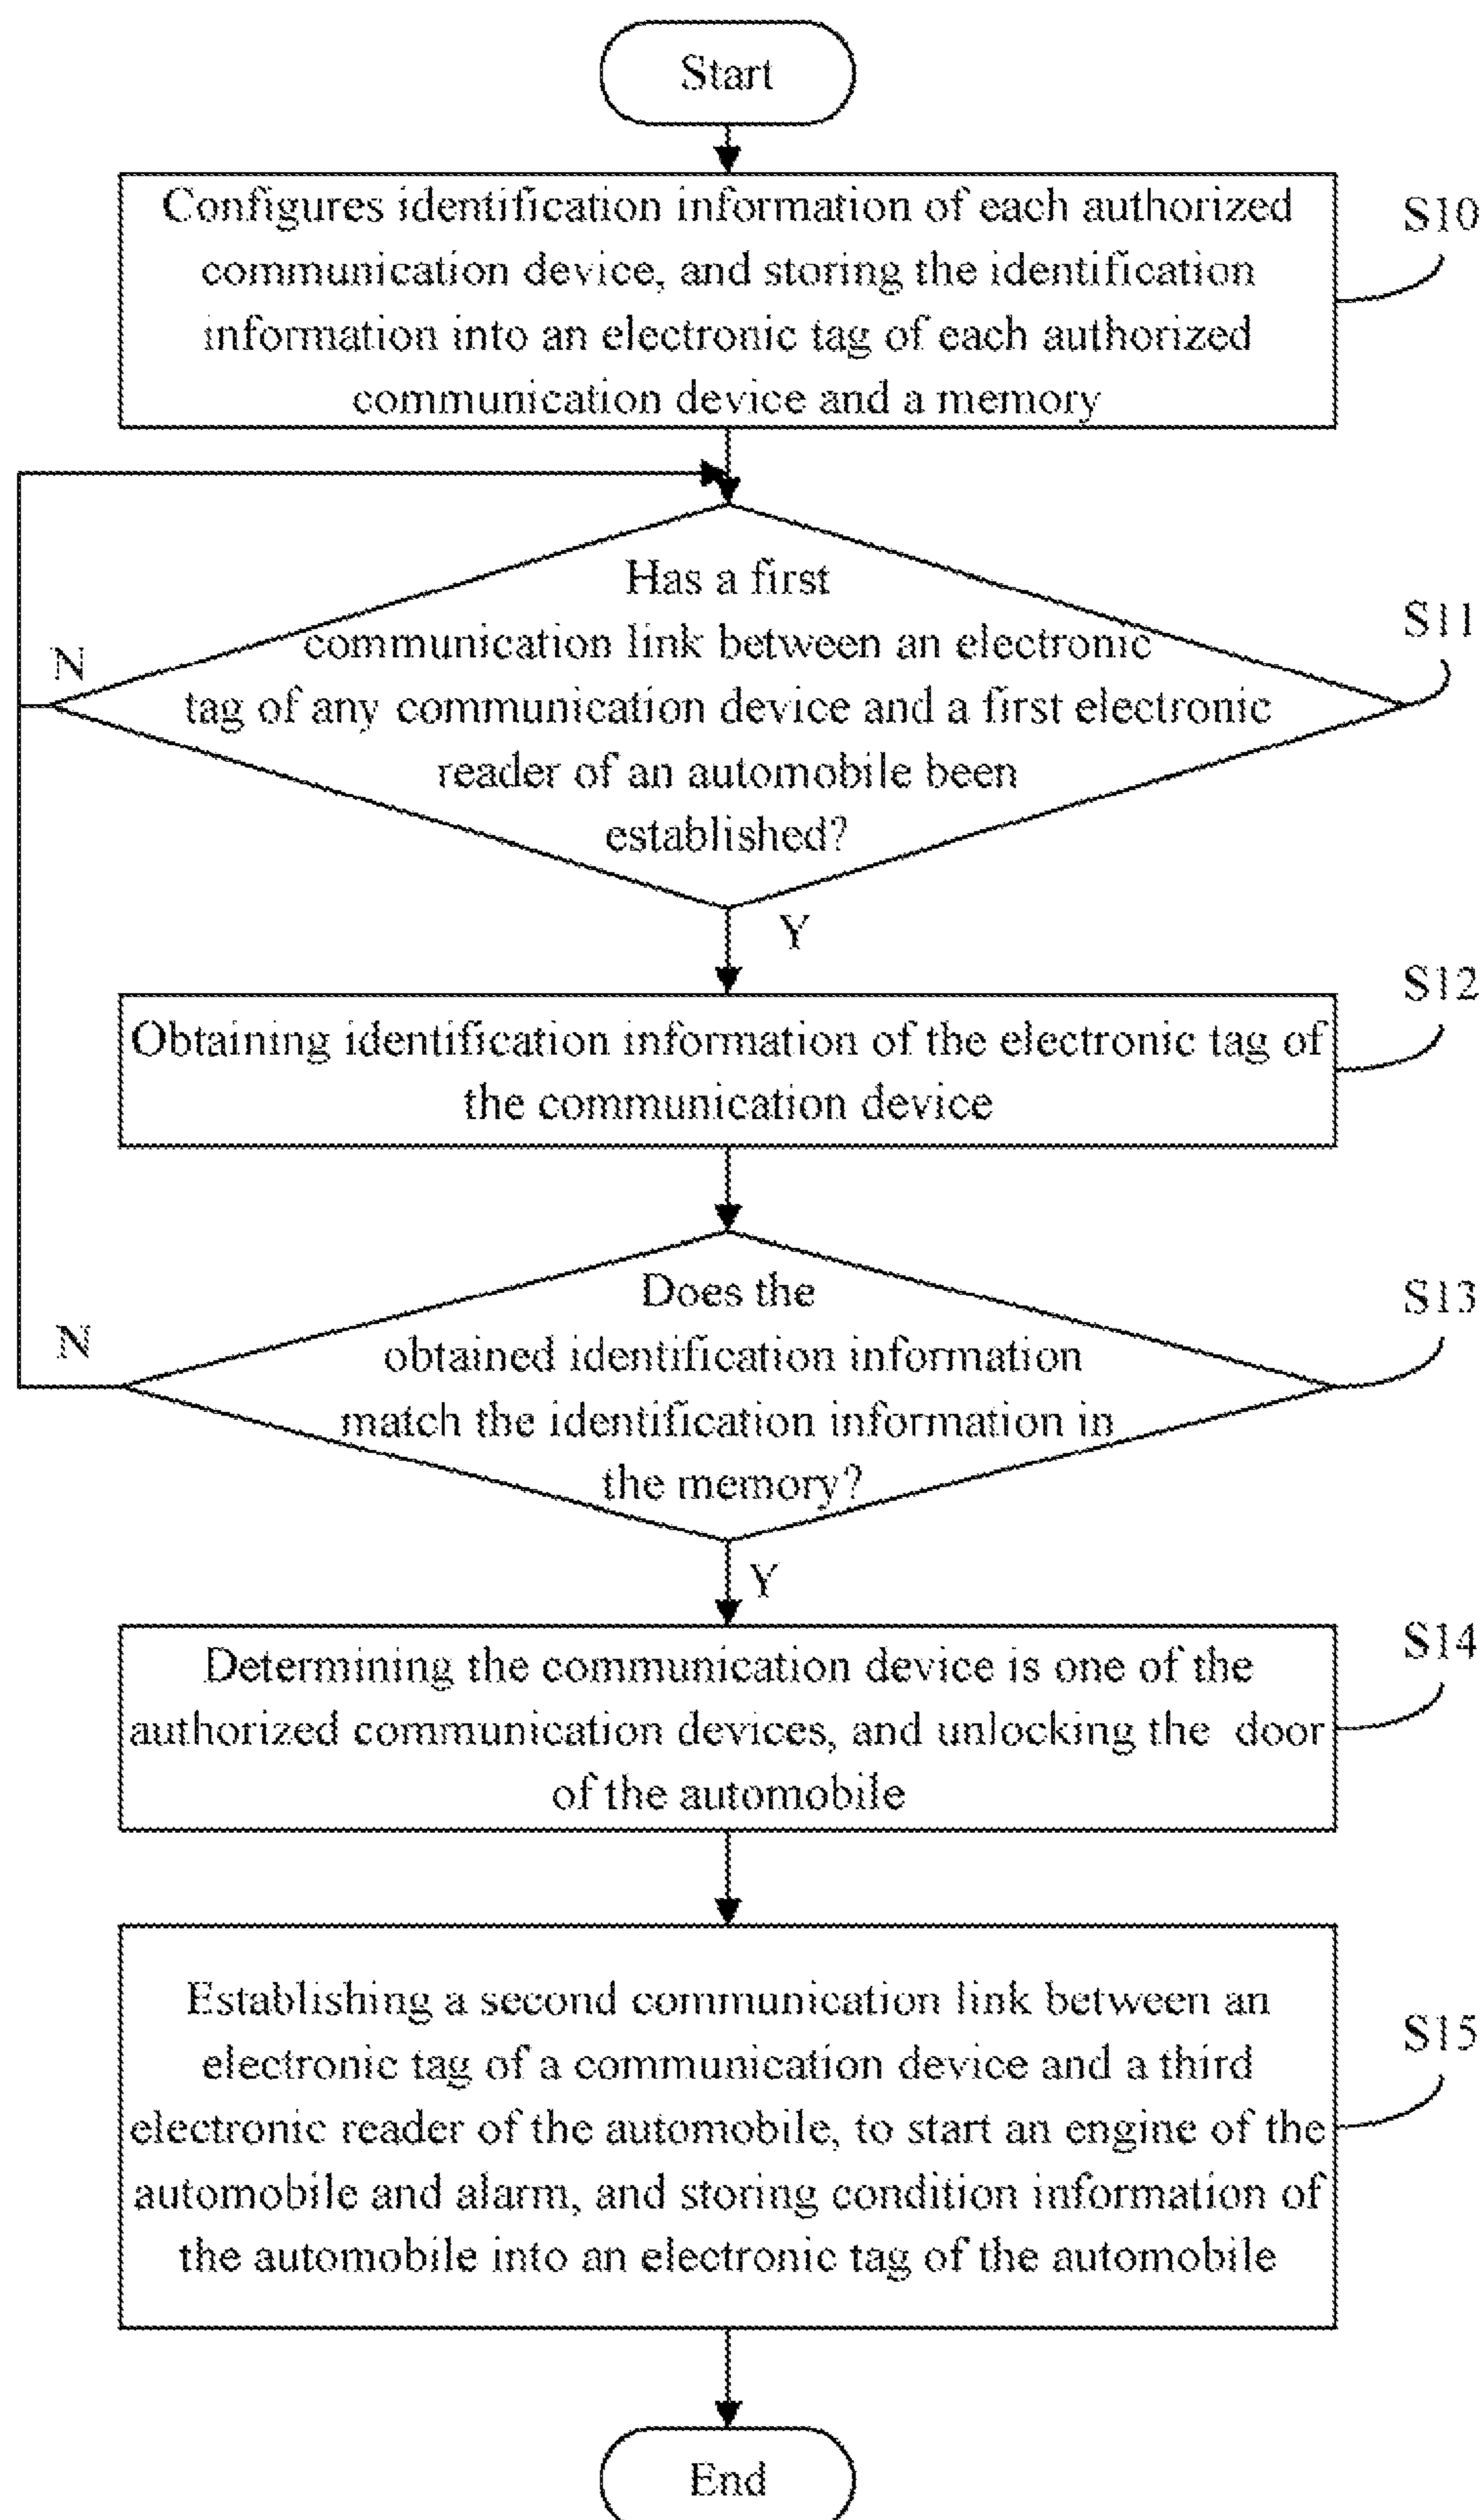 Start
Configures identification information of each authorized
communication device, and storing the identification
information into an electronic tag of each authorized
communication device and a memory
S10
Has a first
communication link between an electronic
tag of any communication device and a first electronic
reader of an automobile been
established?
S11
N
Y
Obtaining identification information of the electronic tag of
the communication device
S12
Does the
obtained identification information
match the identification information in
the memory?
S13
N
Y
Determining the communication device is one of the
authorized communication devices, and unlocking the door
of the automobile
S14
Establishing a second communication link between an
electronic tag of a communication device and a third
electronic reader of the automobile, to start an engine of the
automobile and alarm, and storing condition information of
the automobile into an electronic tag of the automobile
S15
End